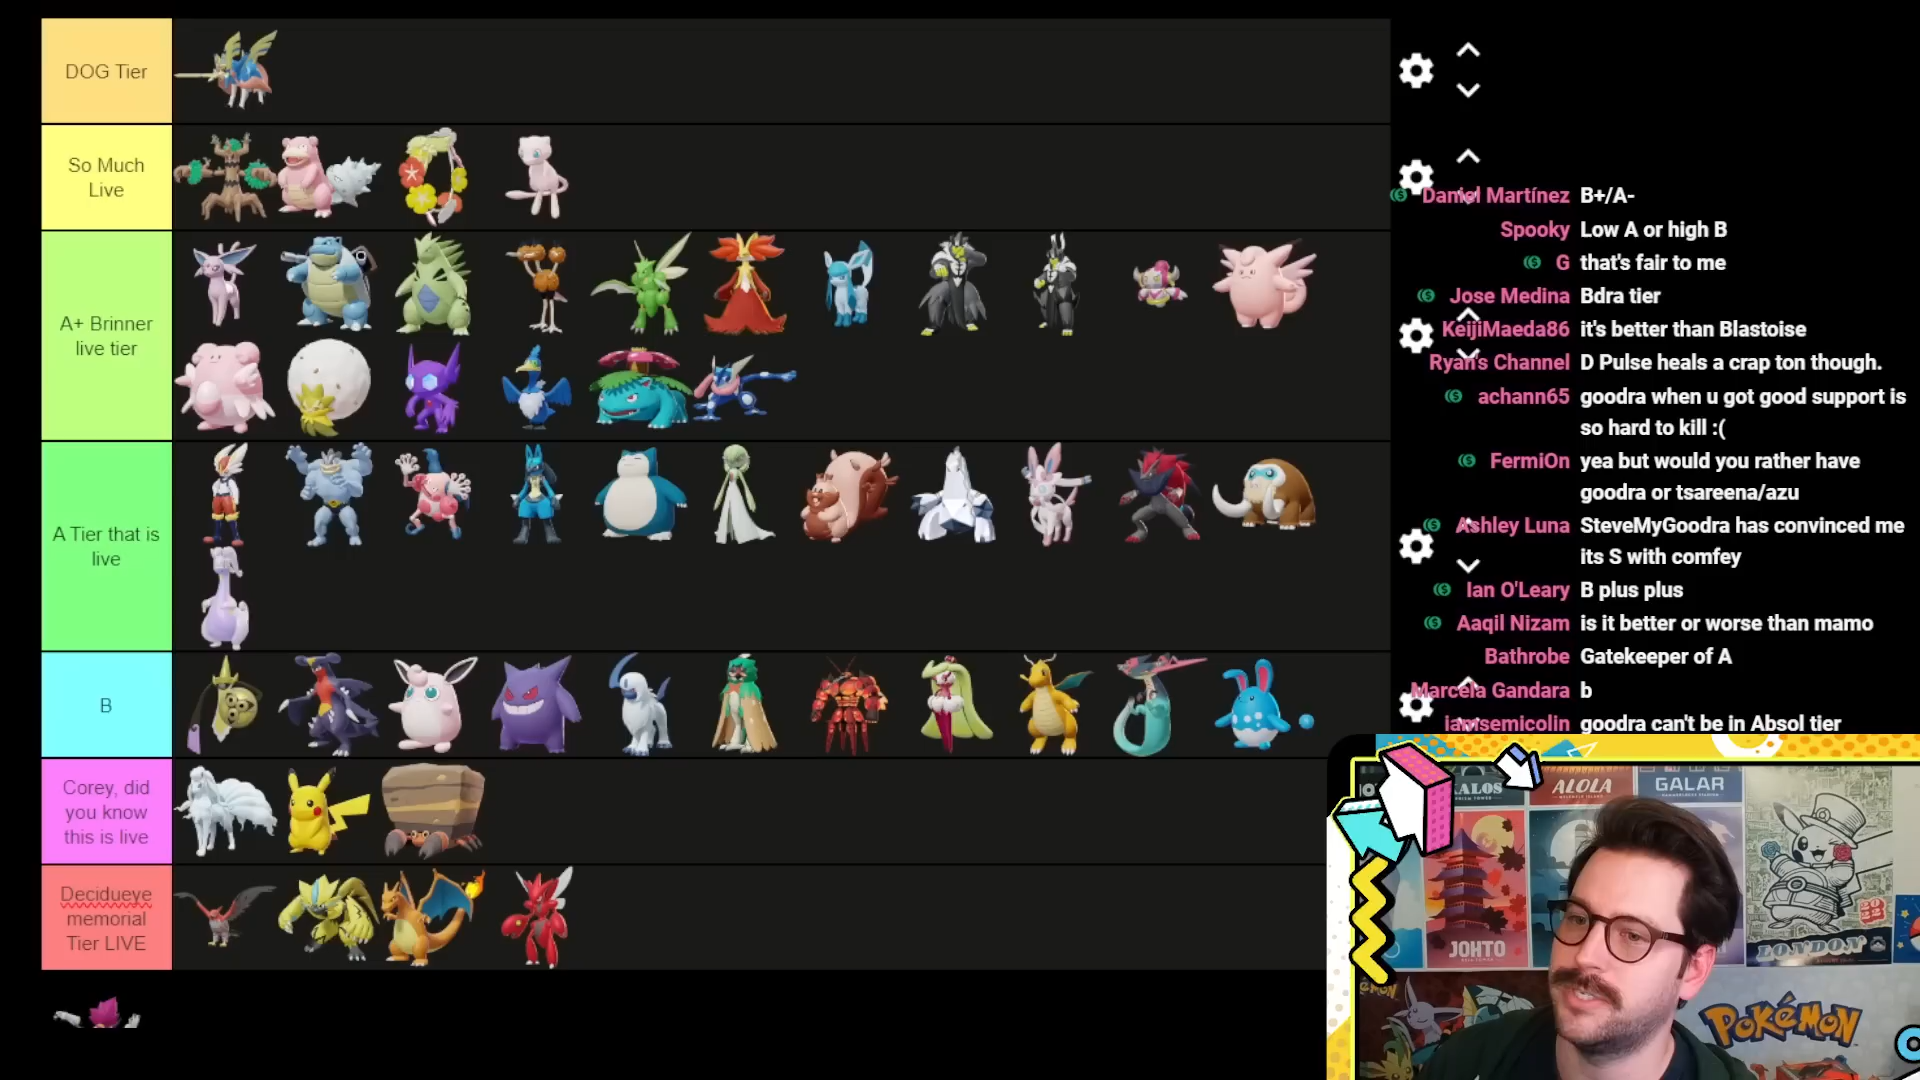 DOG Tier
So Much
Live
A+ Brinner
live tier
A Tier that is
live
B
Corey, did
you know
this is live
Decidueye
memorial
Tier LIVE
Daniel Martínez B+/A-
Spooky Low A or high B
G that's fair to me
Jose Medina Bdra tier
KeijiMaeda86 it's better than Blastoise
Ryan's Channel D Pulse heals a crap ton though.
achann65 goodra when u got good support is
so hard to kill :(
FermiOn yea but would you rather have
goodra or tsareena/azu
Ashley Luna SteveMyGoodra has convinced me
its S with comfey
Ian O'Leary B plus plus
Aaqil Nizam is it better or worse than mamo
Bathrobe Gatekeeper of A
Marcela Gandara b
iamsemicolin goodra can't be in Absol tier
KALOS
ALOLA
GALAR
JOHTO
2022
LONDON
POKéMON